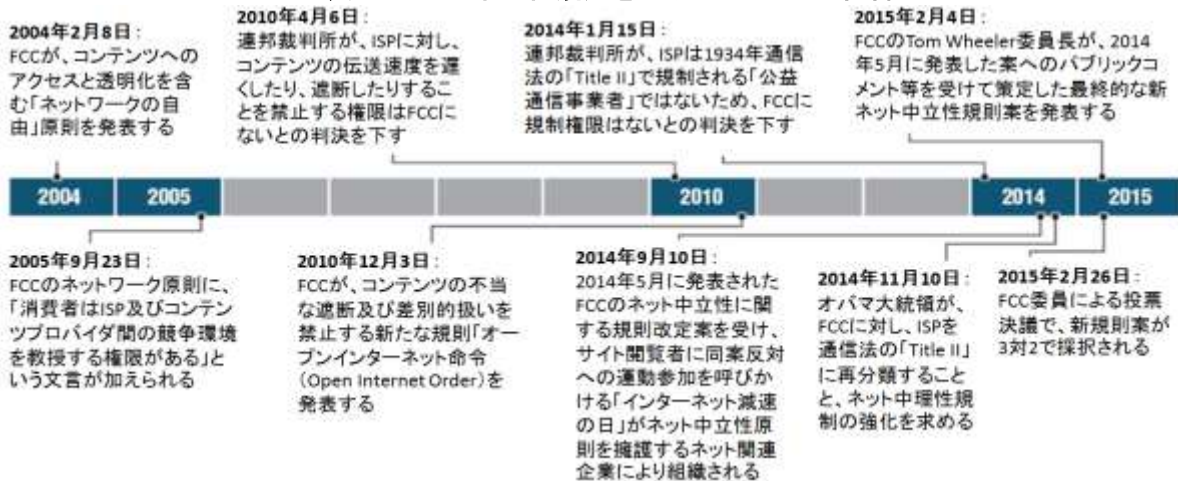 2004年2月8日：
FCCが、コンテンツへの
アクセスと透明化を含
む「ネットワークの自
由」原則を発表する
2010年4月6日：
連邦裁判所が、ISPに対し、
コンテンツの伝送速度を遅
くしたり、遮断したりするこ
とを禁止する権限はFCCに
ないとの判決を下す
2014年1月15日：
連邦裁判所が、ISPは1934年通信
法の「Title II」で規制される「公益
通信事業者」ではないため、FCCに
規制権限はないとの判決を下す
2015年2月4日：
FCCのTom Wheeler委員長が、2014
年5月に発表した案へのパブリックコ
メント等を受けて策定した最終的な新
ネット中立性規則案を発表する
2004
2005
2010
2014
2015
2005年9月23日：
FCCのネットワーク原則に、
「消費者はISP及びコンテン
ツプロバイダ間の競争環境
を教授する権限がある」と
いう文言が加えられる
2010年12月3日：
FCCが、コンテンツの不当
な遮断及び差別的扱いを
禁止する新たな規則「オー
プンインターネット命令
（Open Internet Order）を
発表する
2014年9月10日：
2014年5月に発表された
FCCのネット中立性に関
する規則改定案を受け、
サイト閲覧者に同案反対
への運動参加を呼びか
ける「インターネット減速
の日」がネット中立性原
則を擁護するネット関連
企業により組織される
2014年11月10日：
オバマ大統領が、
FCCに対し、ISPを
通信法の「Title II」
に再分類すること
と、ネット中理性規
制の強化を求める
2015年2月26日：
FCC委員による投票
決議で、新規則案が
3対2で採択される